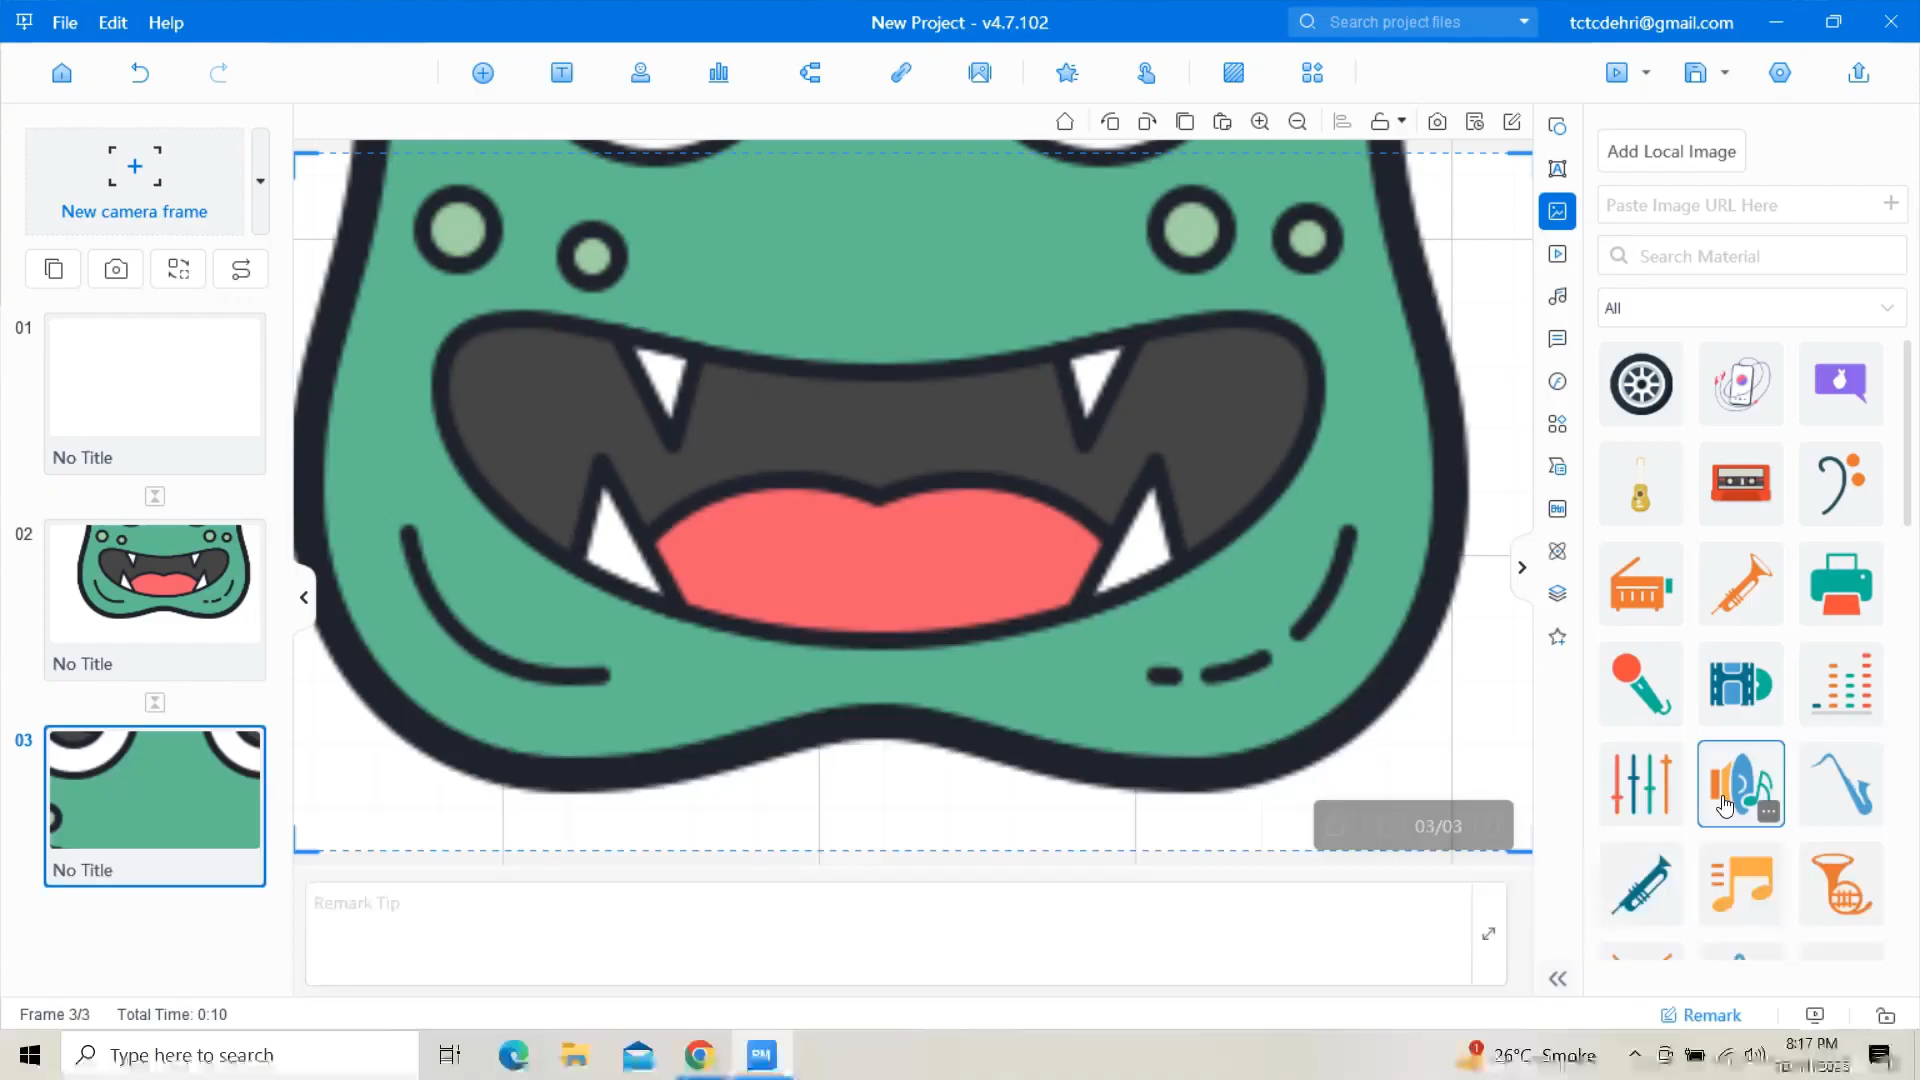 File Edit Help
New Project - v4.7.102
Search project files
tctcdehri@gmail.com
New camera frame
01
No Title
02
No Title
03
No Title
Add Local Image
Paste Image URL Here
Search Material
All
Btn
03/03
Remark Tip
Frame 3/3
Total Time: 0:10
Remark
Type here to search
1
26°C Smoke
8:17 PM